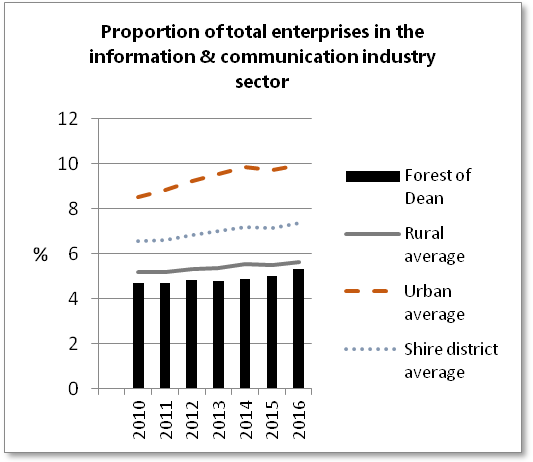 Proportion of total enterprises in the
information & communication industry
sector
12
10
8
6
4
2
0
%
2010
2011
2012
2013
2014
2015
2016
Forest of
Dean
Rural
average
Urban
average
Shire district
average